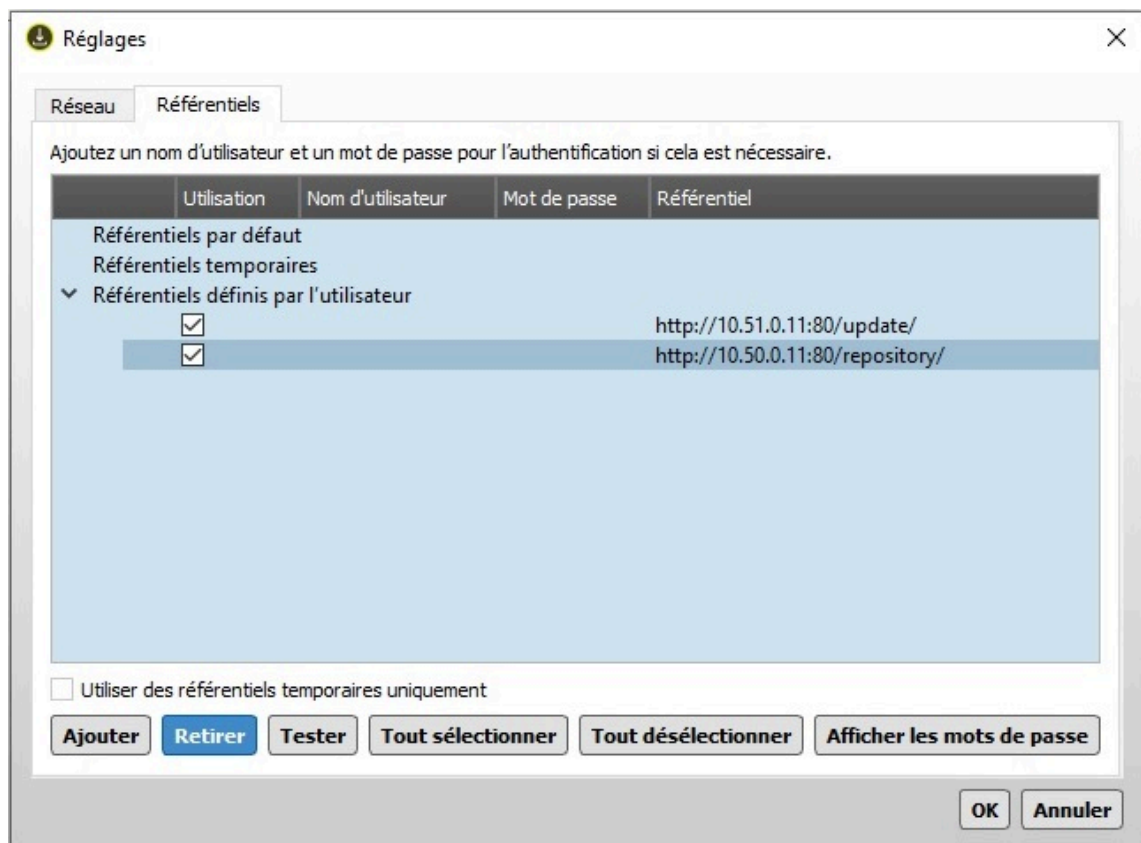 Réglages
Réseau Référentiels
Ajoutez un nom d’utilisateur et un mot de passe pour l’authentification si cela est nécessaire.
Utilisation Nom d'utilisateur Mot de passe Référentiel
Référentiels par défaut
Référentiels temporaires
Référentiels définis par l’utilisateur
http://10.51.0.11:80/update/
http://10.50.0.11:80/repository/
Utiliser des référentiels temporaires uniquement
Ajouter Retirer Tester Tout sélectionner Tout désélectionner Afficher les mots de passe
OK Annuler